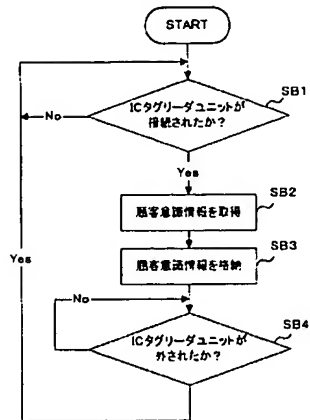 START
ICタグリーダユニットが
接続されたか?
SB1
No
Yes
顧客意識情報を取得
SB2
顧客意識情報を格納
SB3
Yes
No
ICタグリーダユニットが
外されたか?
SB4